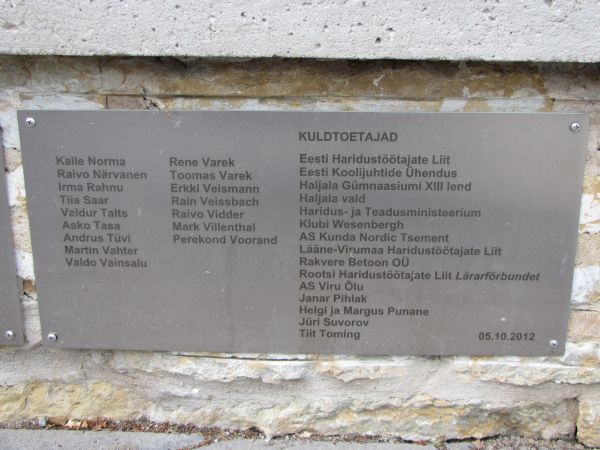 Kalle Norma
Raivo Närvanen
Irma Rahnu
Tiia Saar
Veldur Talts
Asko Tasa
Andrus Tüvi
Martin Vahter
Valdo Vainsalu
Rene Varek
Toomas Varek
Erkki Veismann
Rain Veissbach
Raivo Vidder
Mark Villenthal
Perekond Voorand
KULDTOETAJAD
Eesti Haridustöötajate Liit
Eesti Koolijuhtide Ühendus
Haljala Gümnaasiumi XIII lend
Haljala vald
Haridus- ja Teadusministeerium
Klubi Wesenbergh
AS Kunda Nordic Tsement
Lääne-Virumaa Haridustöötajate Liit
Rakvere Betoon OÜ
Rootsi Haridustöötajate Liit Lärarförbundet
AS Viru Õlu
Janar Pihlak
Helgi ja Margus Punane
Jüri Suvorov
Tiit Toming
05.10.2012